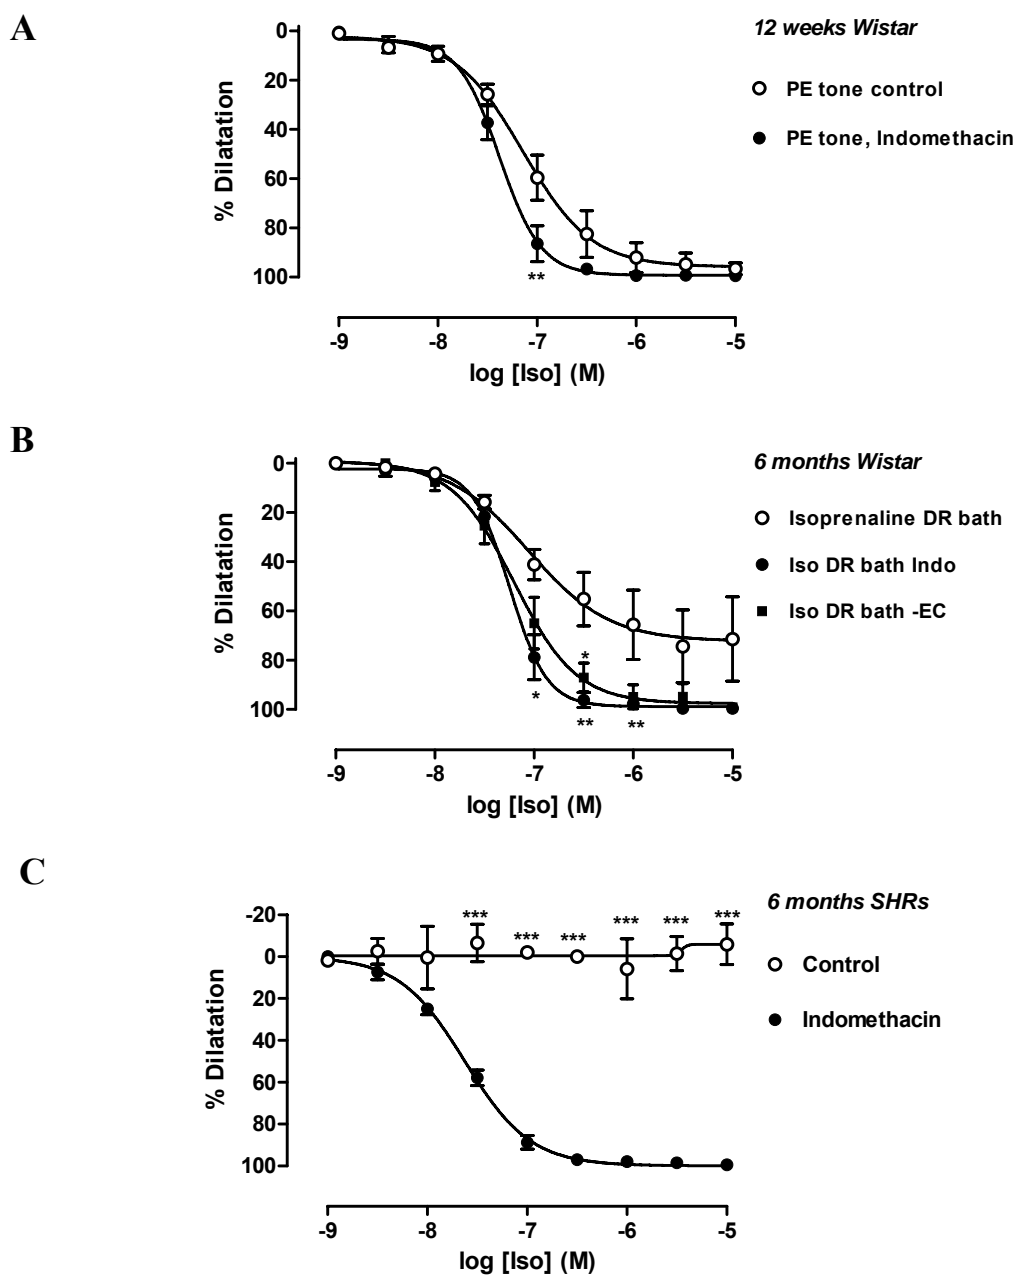 A
12 weeks Wistar
PE tone control
PE tone, Indomethacin
% Dilatation
0
20
40
60
80
100
**
-9 -8 -7 -6 -5
log [Iso] (M)
B
6 months Wistar
Isoprenaline DR bath
Iso DR bath Indo
Iso DR bath -EC
% Dilatation
0
20
40
60
80
100
*
*
** **
-9 -8 -7 -6 -5
log [Iso] (M)
C
6 months SHRs
Control
Indomethacin
% Dilatation
-20
0
20
40
60
80
100
*** *** *** *** *** ***
-9 -8 -7 -6 -5
log [Iso] (M)